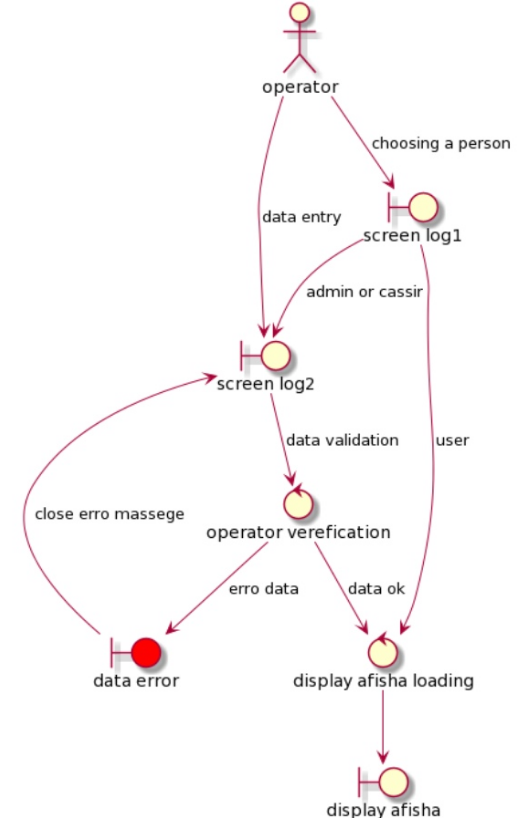 operator
choosing a person
data entry
screen log1
admin or cassir
screen log2
data validation
user
close erro massege
operator verefication
erro data
data ok
data error
display afisha loading
display afisha